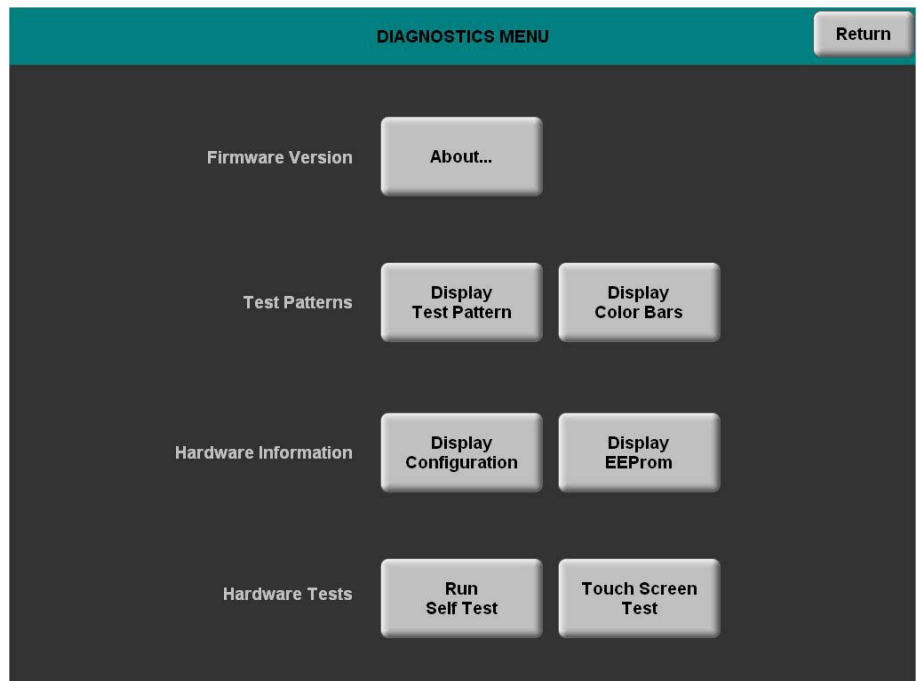 DIAGNOSTICS MENU
Return
Firmware Version
About...
Test Patterns
Display
Test Pattern
Display
Color Bars
Hardware Information
Display
Configuration
Display
EEProm
Hardware Tests
Run
Self Test
Touch Screen
Test